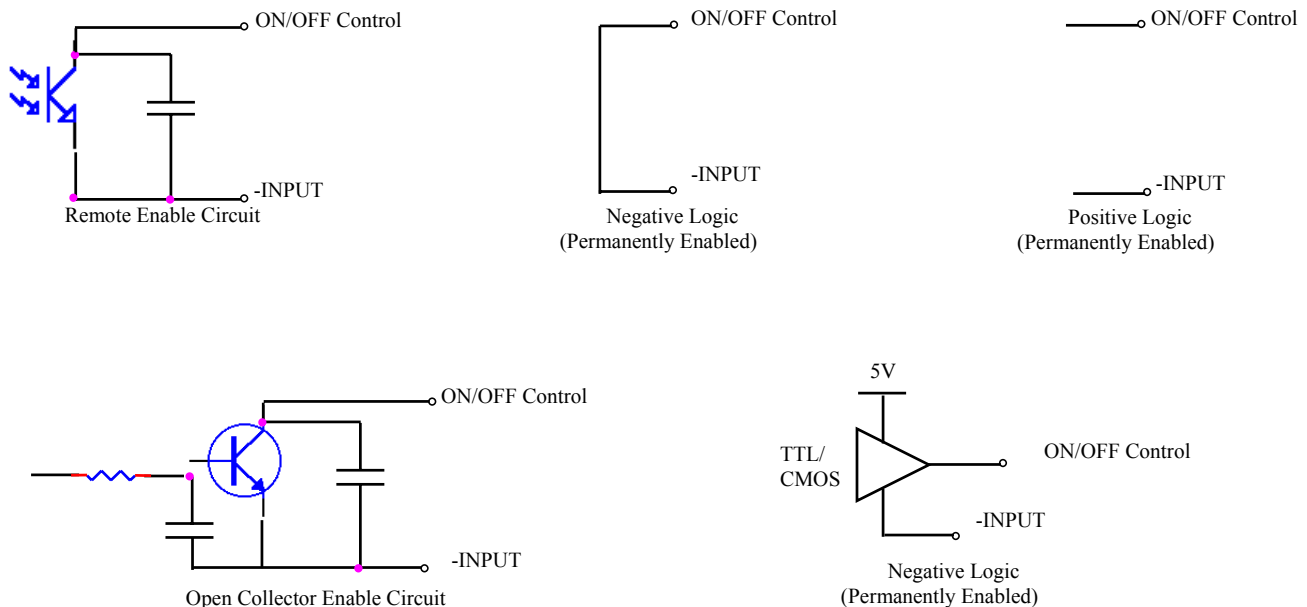 ON/OFF Control
-INPUT
Remote Enable Circuit
ON/OFF Control
-INPUT
Negative Logic
(Permanently Enabled)
ON/OFF Control
-INPUT
Positive Logic
(Permanently Enabled)
ON/OFF Control
-INPUT
Open Collector Enable Circuit
5V
TTL/
CMOS
ON/OFF Control
-INPUT
Negative Logic
(Permanently Enabled)